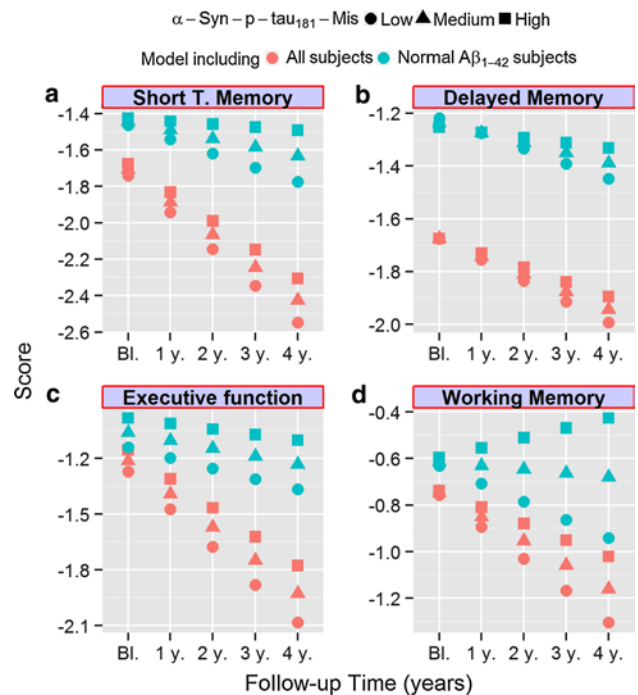 α – Syn – p – tau181 – Mis Low Medium High
Model including All subjects Normal Aβ1–42 subjects
a Short T. Memory
b Delayed Memory
-1.4
-1.6
-1.8
-2.0
-2.2
-2.4
-2.6
-1.2
-1.4
-1.6
-1.8
-2.0
Bl. 1 y. 2 y. 3 y. 4 y.
Bl. 1 y. 2 y. 3 y. 4 y.
Score
c Executive function
d Working Memory
-1.2
-1.5
-1.8
-2.1
-0.4
-0.6
-0.8
-1.0
-1.2
Bl. 1 y. 2 y. 3 y. 4 y.
Bl. 1 y. 2 y. 3 y. 4 y.
Follow-up Time (years)